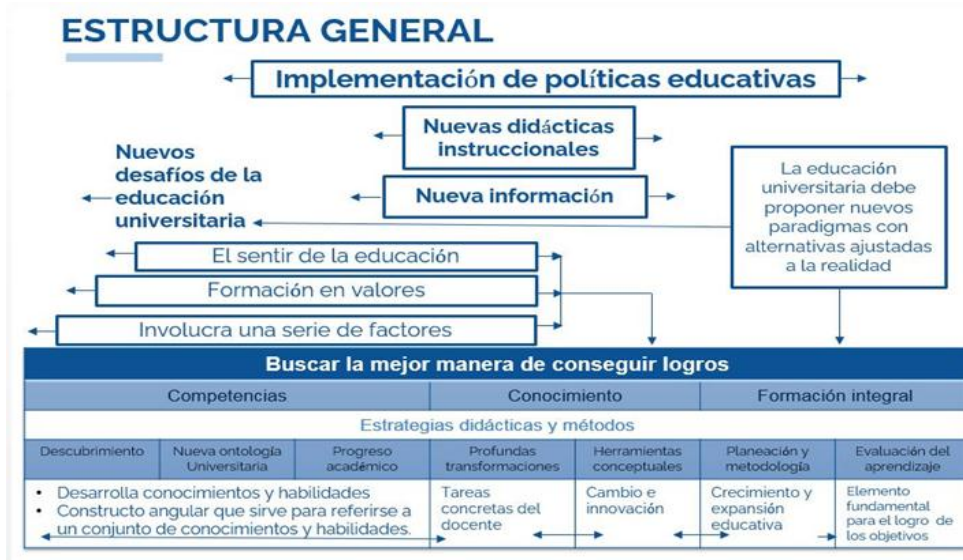 ESTRUCTURA GENERAL
Implementación de políticas educativas
Nuevas didácticas
instruccionales
Nuevos
desafíos de la
educación
universitaria
Nueva información
La educación
universitaria debe
proponer nuevos
paradigmas con
alternativas ajustadas
a la realidad
El sentir de la educación
Formación en valores
Involucra una serie de factores
Buscar la mejor manera de conseguir logros
Competencias
Conocimiento
Formación integral
Estrategias didácticas y métodos
Descubrimiento
Nueva ontología
Universitaria
Progreso
académico
Profundas
transformaciones
Herramientas
conceptuales
Planeación y
metodología
Evaluación del
aprendizaje
• Desarrolla conocimientos y habilidades
• Constructo angular que sirve para referirse a
un conjunto de conocimientos y habilidades.
Tareas
concretas del
docente
Cambio e
innovación
Crecimiento y
expansión
educativa
Elemento
fundamental
para el logro de
los objetivos